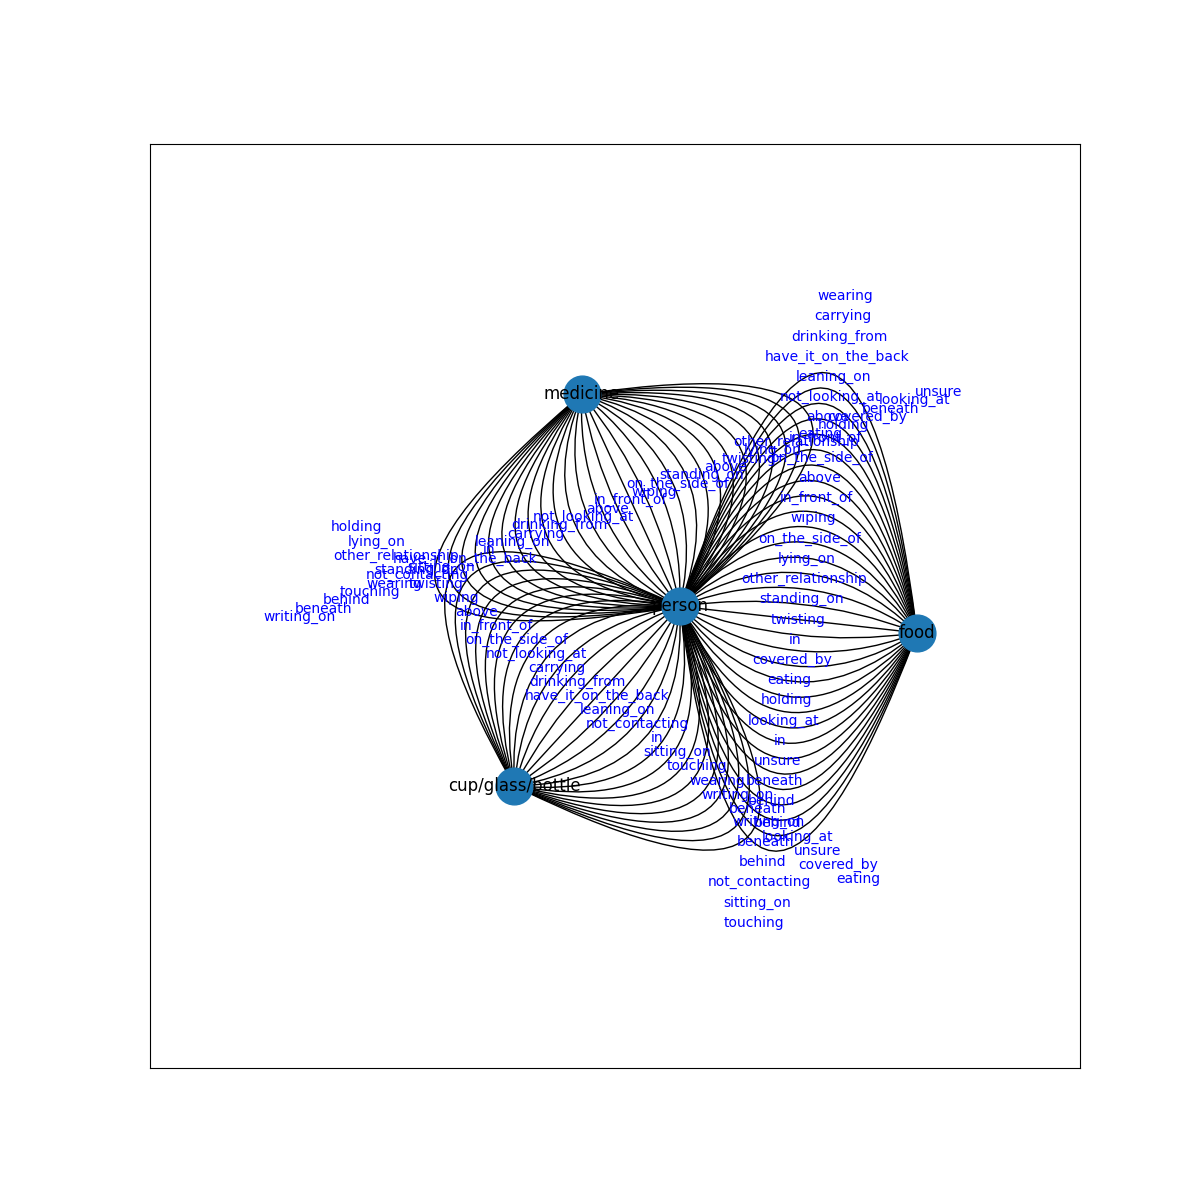 wearing
carrying
drinking_from
have_it_on_the_back
leaning_on
unsure
medicine
not_looking_at
looking_at
beneath
above
covered_by
holding
eating
in_front_of
other_relationship
lying_on
on_the_side_of
twisting
above
standing_on
above
on_the_side_of
wiping
in_front_of
in_front_of
above
not_looking_at
wiping
drinking_from
holding
carrying
on_the_side_of
lying_on
leaning_on
in
other_relationship
have_it_on_the_back
lying_on
standing_on
sitting_on
not_contacting
other_relationship
wearing
twisting
touching
wiping
behind
standing_on
person
beneath
above
writing_on
twisting
in_front_of
food
on_the_side_of
in
not_looking_at
covered_by
carrying
drinking_from
eating
have_it_on_the_back
holding
leaning_on
looking_at
not_contacting
in
in
sitting_on
unsure
touching
cup/glass/bottle
wearing
beneath
writing_on
behind
beneath
writing_on
behind
looking_at
beneath
unsure
behind
covered_by
eating
not_contacting
sitting_on
touching